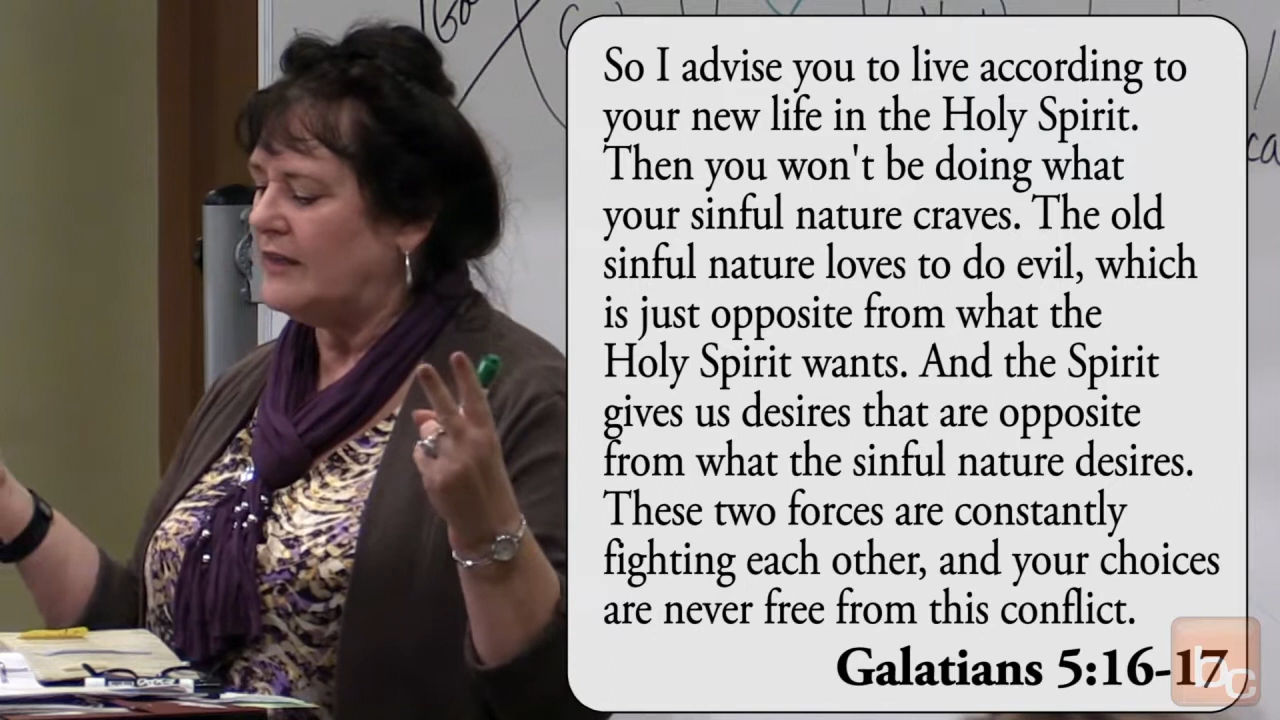 So I advise you to live according to
your new life in the Holy Spirit.
Then you won't be doing what
your sinful nature craves. The old
sinful nature loves to do evil, which
is just opposite from what the
Holy Spirit wants. And the Spirit
gives us desires that are opposite
from what the sinful nature desires.
These two forces are constantly
fighting each other, and your choices
are never free from this conflict.
Galatians 5:16-17
bc